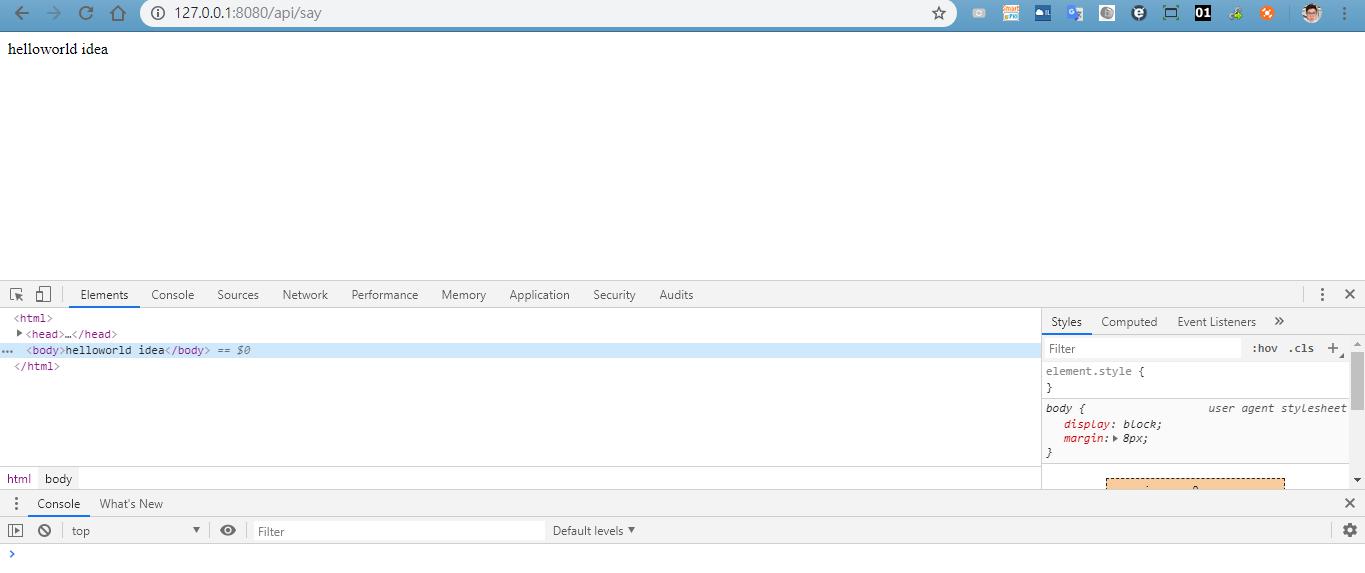 127.0.0.1:8080/api/say
01
helloworld idea
Elements Console Sources Network Performance Memory Application Security Audits
<html>
<head>…</head>
<body>helloworld idea</body> == $0
</html>
Styles Computed Event Listeners
Filter :hov .cls
element.style {
}
body { user agent stylesheet
display: block;
margin: 8px;
}
html body
Console What's New
top Filter Default levels